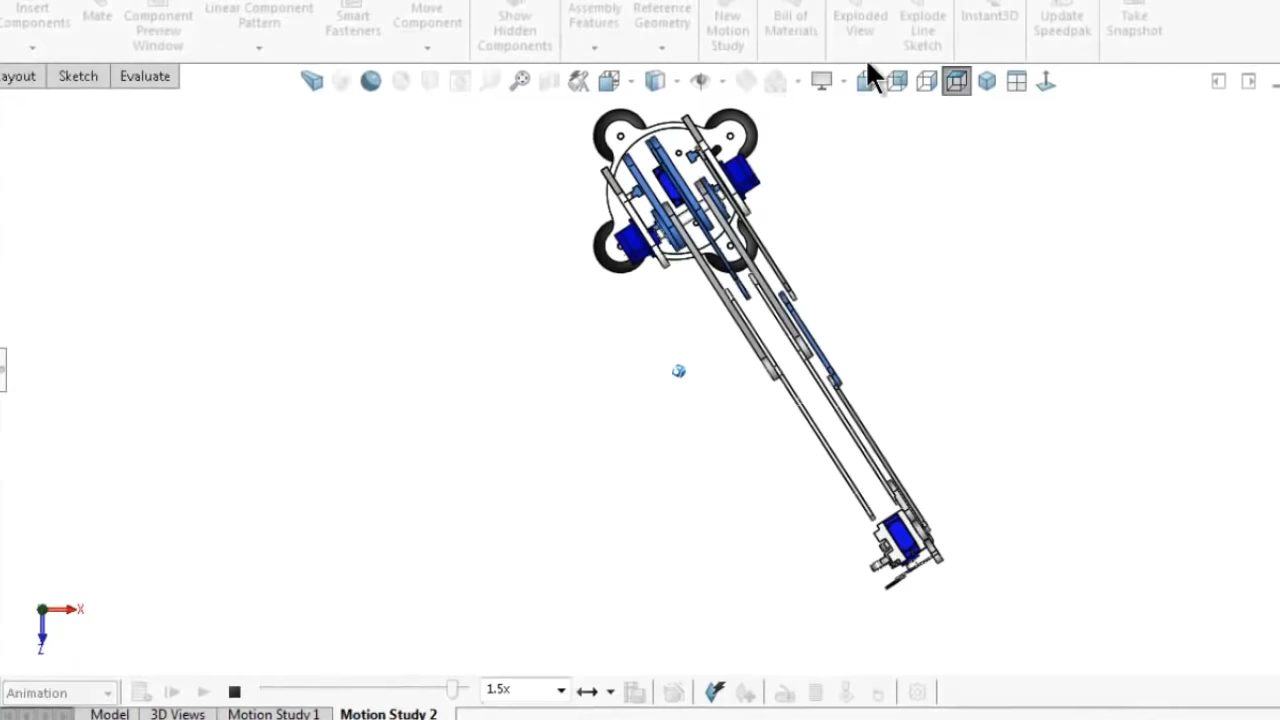 Insert Components
Mate
Component Preview Window
Linear Component Pattern
Smart Fasteners
Move Component
Show Hidden Components
Assembly Features
Reference Geometry
New Motion Study
Bill of Materials
Exploded View
Explode Line Sketch
Instant3D
Update Speedpak
Take Snapshot
ayout
Sketch
Evaluate
X
Z
Animation
1.5x
Model
3D Views
Motion Study 1
Motion Study 2